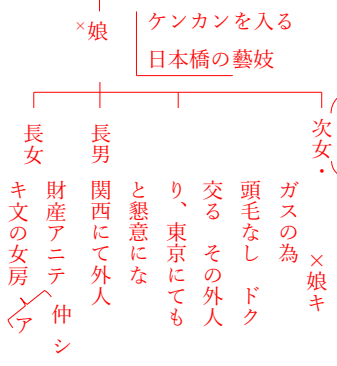 ×娘
ケンカンを入る
日本橋の藝妓
長女
キ文の女房、ア
財産アニテ
仲シ
長男
関西にて外人
と懇意にな
り、東京にても
交る その外人
頭毛なし ドク
ガスの為
次女・
×娘キ